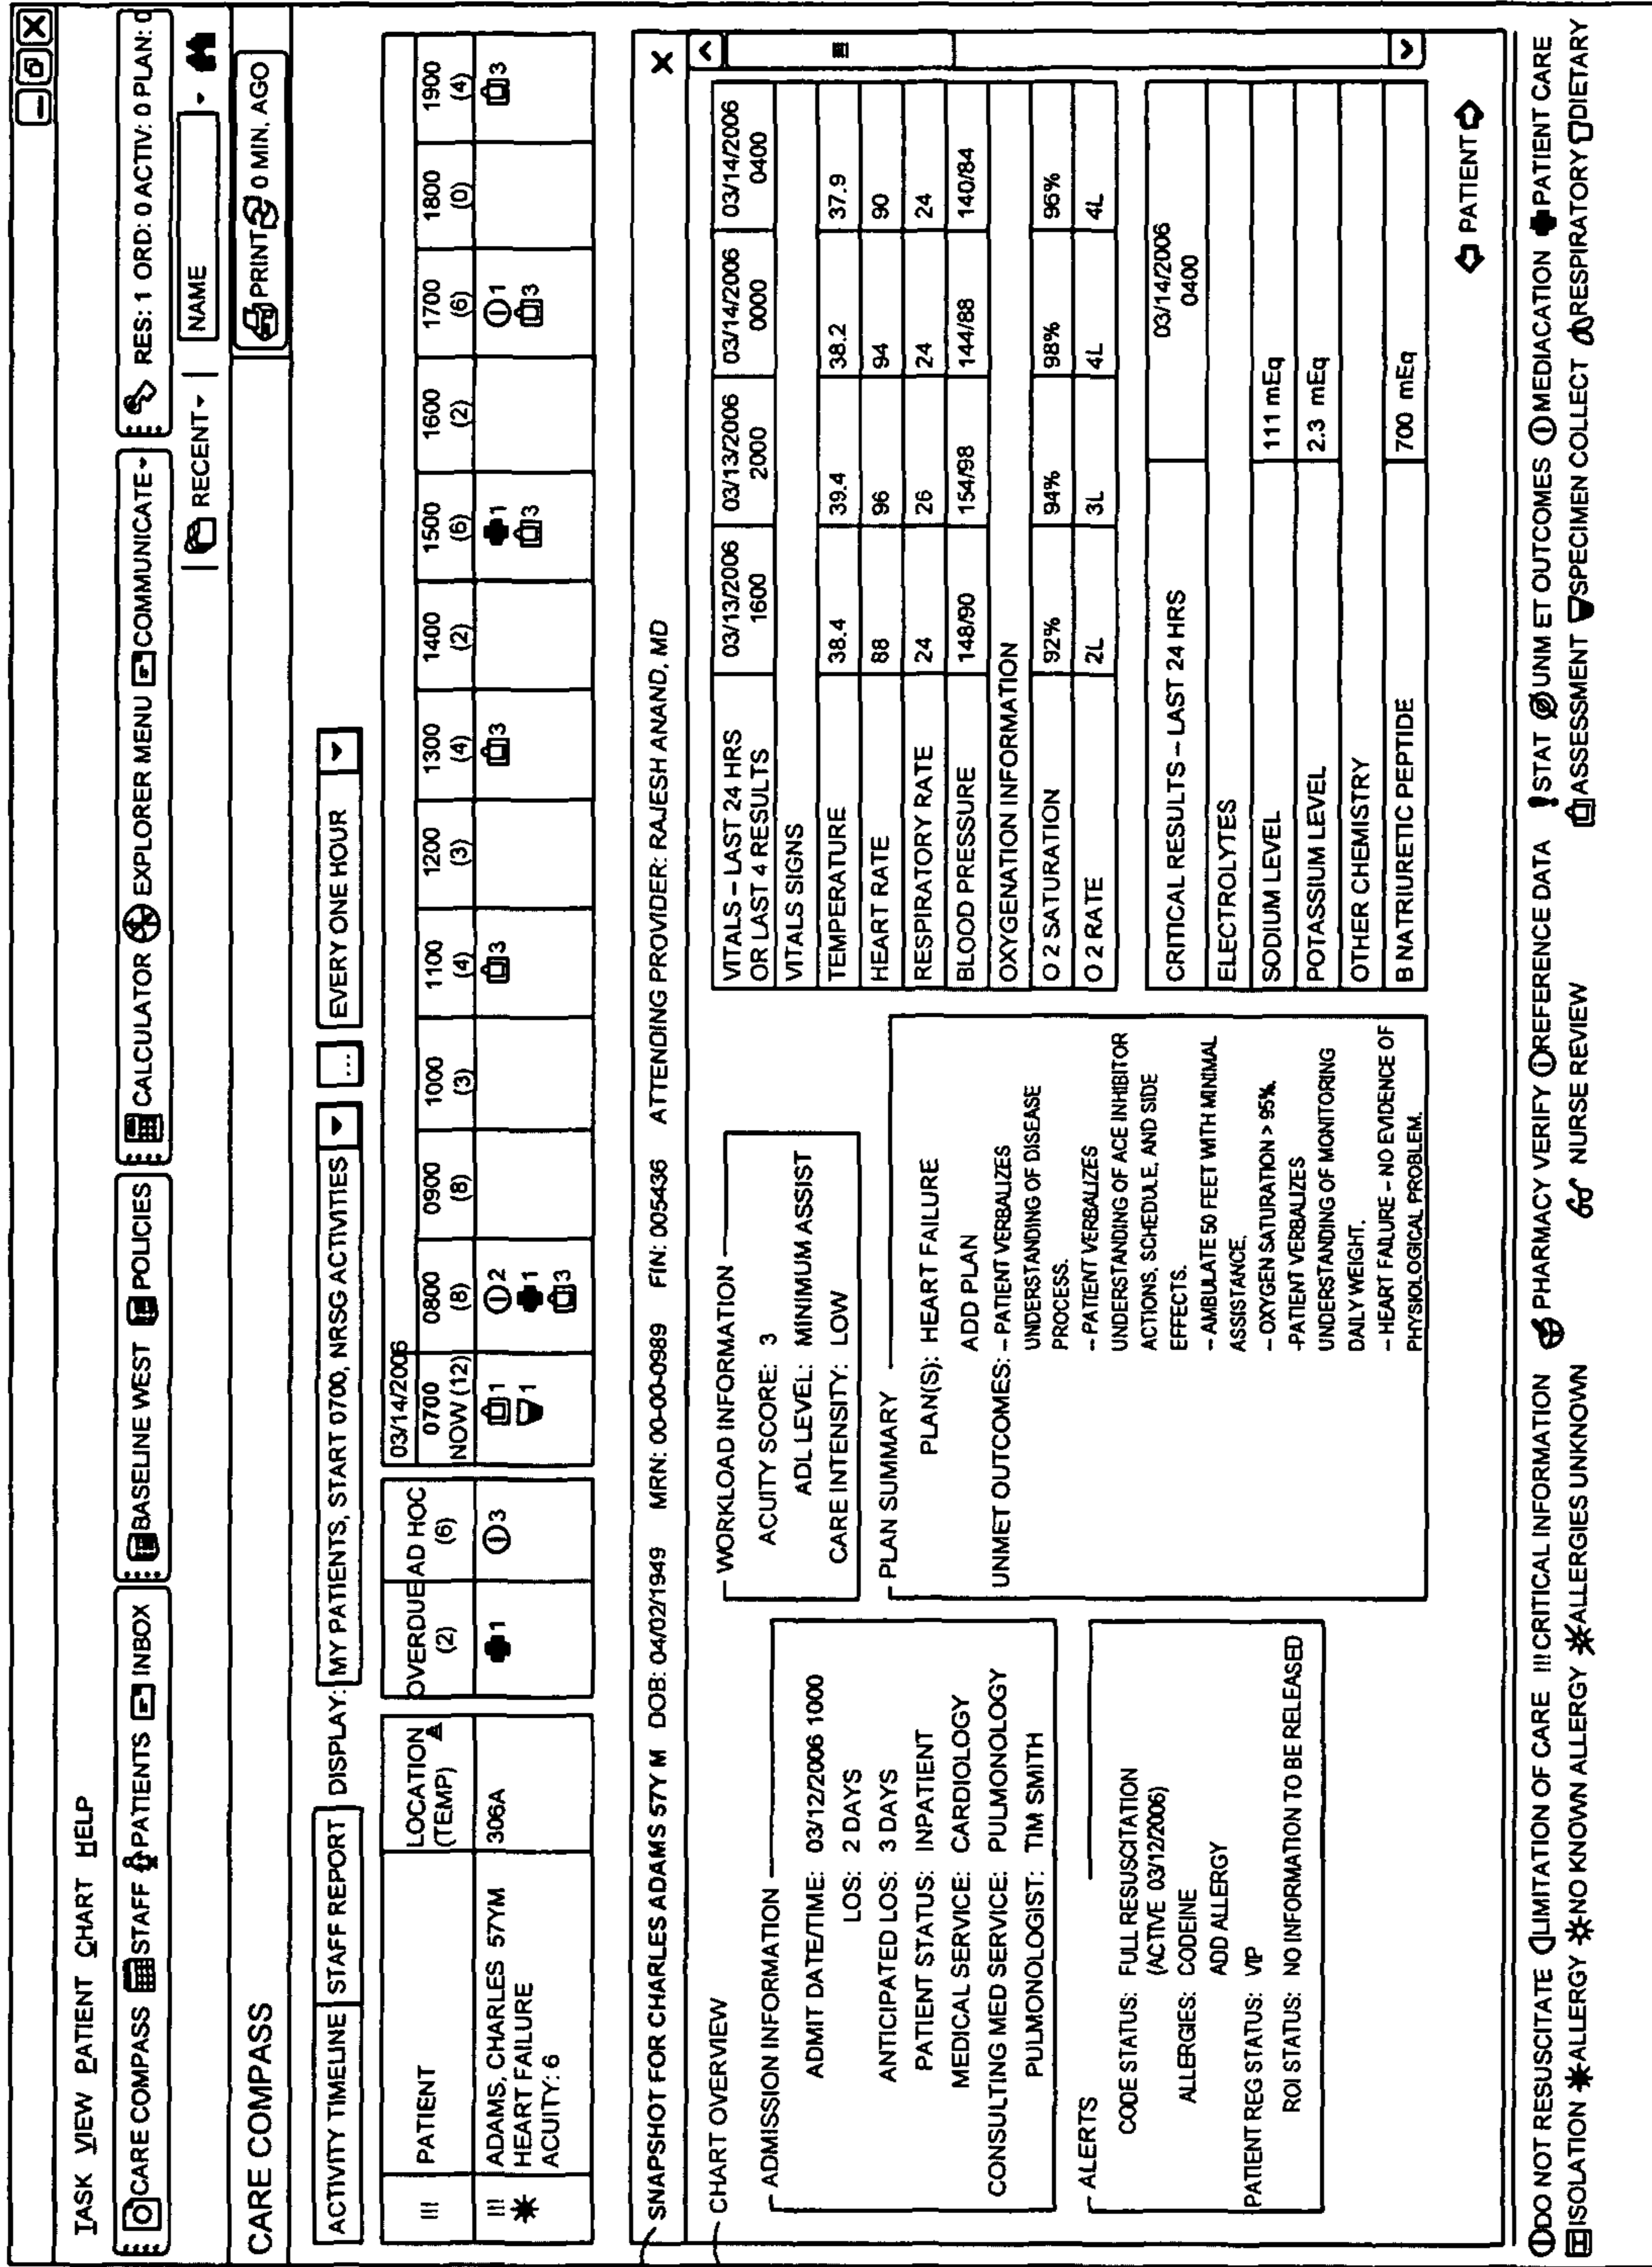 TASK VIEW PATIENT CHART HELP
CARE COMPASS STAFF PATIENTS INBOX BASELINE WEST POLICIES CALCULATOR EXPLORER MENU COMMUNICATE RES: 1 ORD: 0 ACTIV: 0 PLAN: 0
RECENT NAME
CARE COMPASS PRINT 0 MIN. AGO
ACTIVITY TIMELINE STAFF REPORT DISPLAY: MY PATIENTS, START 0700, NRSG ACTIVITIES ... EVERY ONE HOUR
03/14/2006
!!! PATIENT LOCATION (TEMP) OVERDUE AD HOC 0700 0800 0900 1000 1100 1200 1300 1400 1500 1600 1700 1800 1900
(2) (6) NOW (12) (8) (8) (3) (4) (3) (4) (2) (6) (2) (6) (0) (4)
!!! ADAMS, CHARLES 57YM 306A 1 3 1 2 3 3 1 1 3
HEART FAILURE 1 1 3 3
ACUITY: 6 3
SNAPSHOT FOR CHARLES ADAMS 57Y M DOB: 04/02/1949 MRN: 00-00-0989 FIN: 005436 ATTENDING PROVIDER: RAJESH ANAND, MD X
CHART OVERVIEW
ADMISSION INFORMATION
ADMIT DATE/TIME: 03/12/2006 1000
LOS: 2 DAYS
ANTICIPATED LOS: 3 DAYS
PATIENT STATUS: INPATIENT
MEDICAL SERVICE: CARDIOLOGY
CONSULTING MED SERVICE: PULMONOLOGY
PULMONOLOGIST: TIM SMITH
ALERTS
CODE STATUS: FULL RESUSCITATION
(ACTIVE 03/12/2006)
ALLERGIES: CODEINE
ADD ALLERGY
PATIENT REG STATUS: VIP
ROI STATUS: NO INFORMATION TO BE RELEASED
WORKLOAD INFORMATION
ACUITY SCORE: 3
ADL LEVEL: MINIMUM ASSIST
CARE INTENSITY: LOW
PLAN SUMMARY
PLAN(S): HEART FAILURE
ADD PLAN
UNMET OUTCOMES: – PATIENT VERBALIZES
UNDERSTANDING OF DISEASE
PROCESS.
-- PATIENT VERBALIZES
UNDERSTANDING OF ACE INHIBITOR
ACTIONS, SCHEDULE, AND SIDE
EFFECTS.
– AMBULATE 50 FEET WITH MINIMAL
ASSISTANCE.
– OXYGEN SATURATION > 95%.
-PATIENT VERBALIZES
UNDERSTANDING OF MONITORING
DAILY WEIGHT.
– HEART FAILURE – NO EVIDENCE OF
PHYSIOLOGICAL PROBLEM.
VITALS – LAST 24 HRS 03/13/2006 03/13/2006 03/14/2006 03/14/2006
OR LAST 4 RESULTS 1600 2000 0000 0400
VITALS SIGNS
TEMPERATURE 38.4 39.4 38.2 37.9
HEART RATE 88 96 94 90
RESPIRATORY RATE 24 26 24 24
BLOOD PRESSURE 148/90 154/98 144/88 140/84
OXYGENATION INFORMATION
O 2 SATURATION 92% 94% 98% 96%
O 2 RATE 2L 3L 4L 4L
CRITICAL RESULTS – LAST 24 HRS 03/14/2006
0400
ELECTROLYTES
SODIUM LEVEL 111 mEq
POTASSIUM LEVEL 2.3 mEq
OTHER CHEMISTRY
B NATRIURETIC PEPTIDE 700 mEq
PATIENT
DO NOT RESUSCITATE LIMITATION OF CARE !!! CRITICAL INFORMATION PHARMACY VERIFY REFERENCE DATA ! STAT UNM ET OUTCOMES MEDIACATION PATIENT CARE
ISOLATION ALLERGY NO KNOWN ALLERGY ALLERGIES UNKNOWN NURSE REVIEW ASSESSMENT SPECIMEN COLLECT RESPIRATORY DIETARY